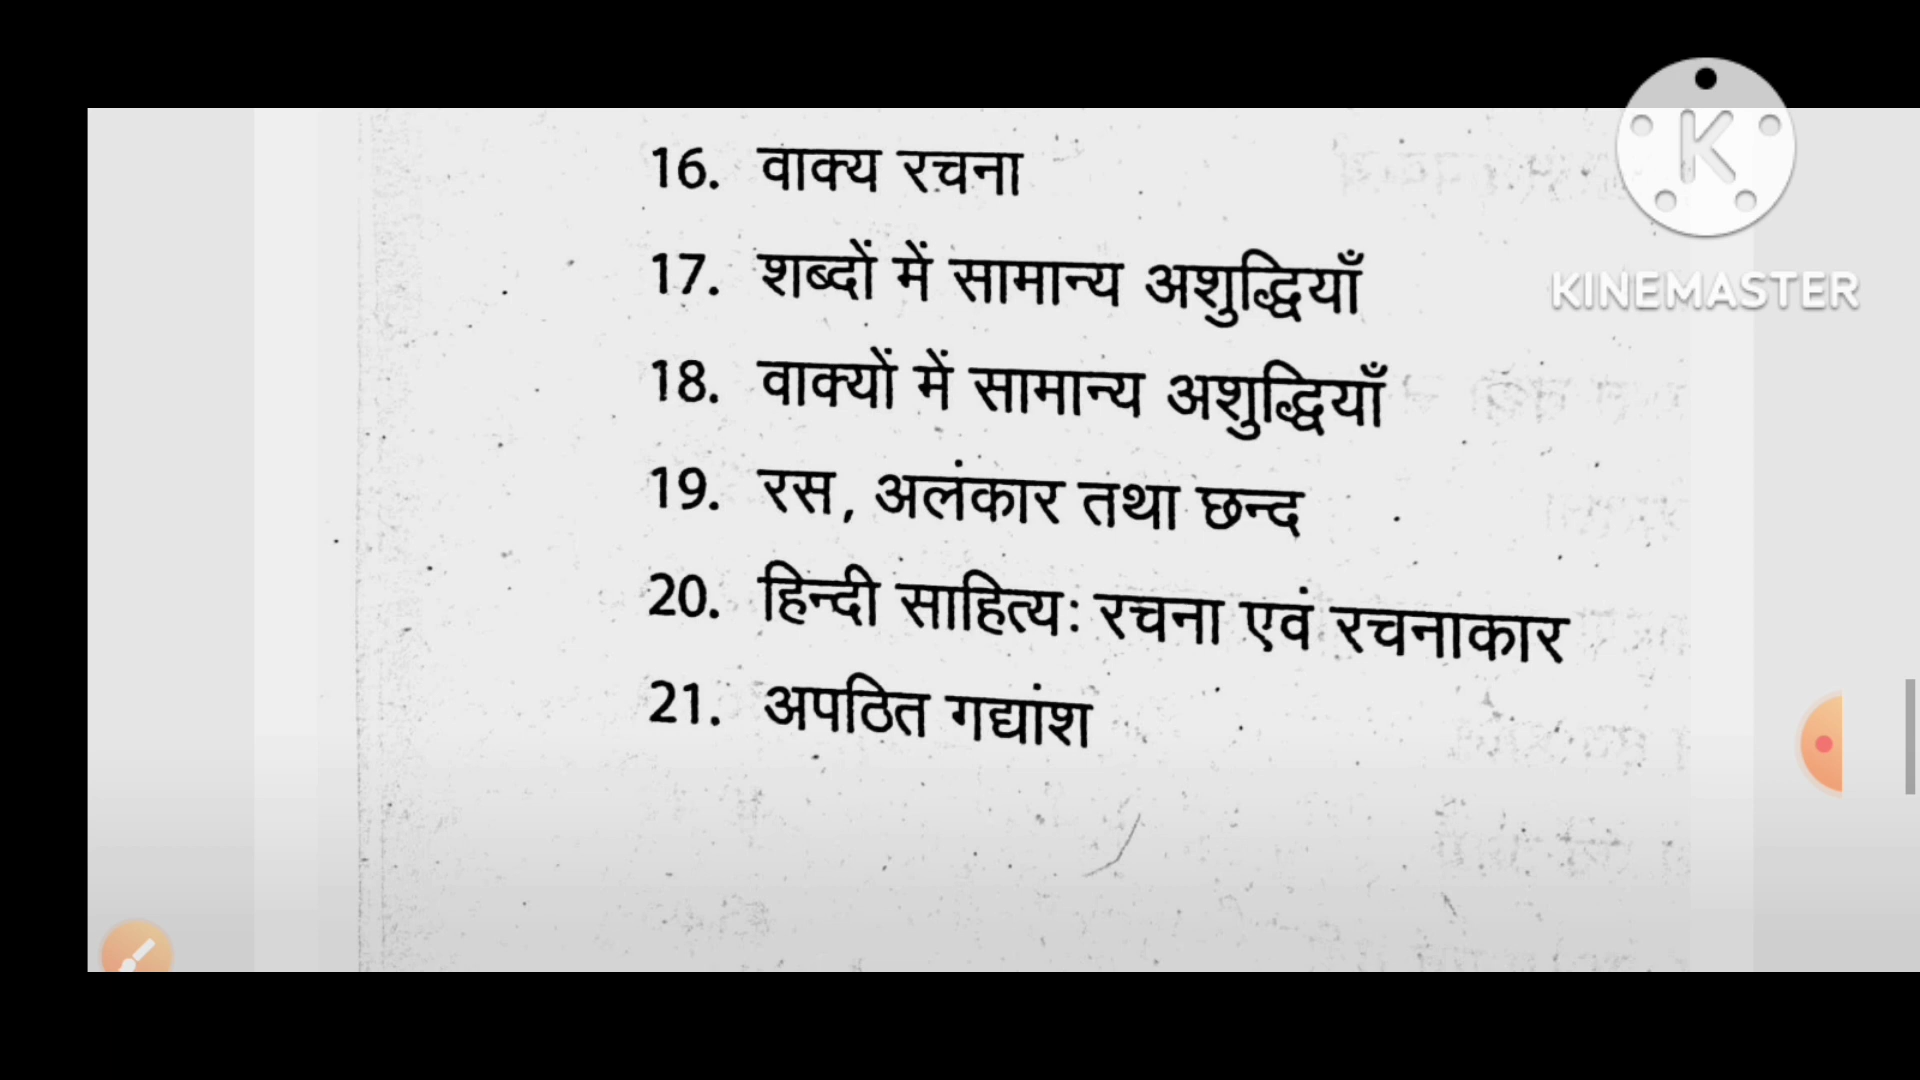 16. वाक्य रचना
17. शब्दों में सामान्य अशुद्धियाँ
18. वाक्यों में सामान्य अशुद्धियाँ
19. रस, अलंकार तथा छन्द
20. हिन्दी साहित्य: रचना एवं रचनाकार
21. अपठित गद्यांश
K
KINEMASTER